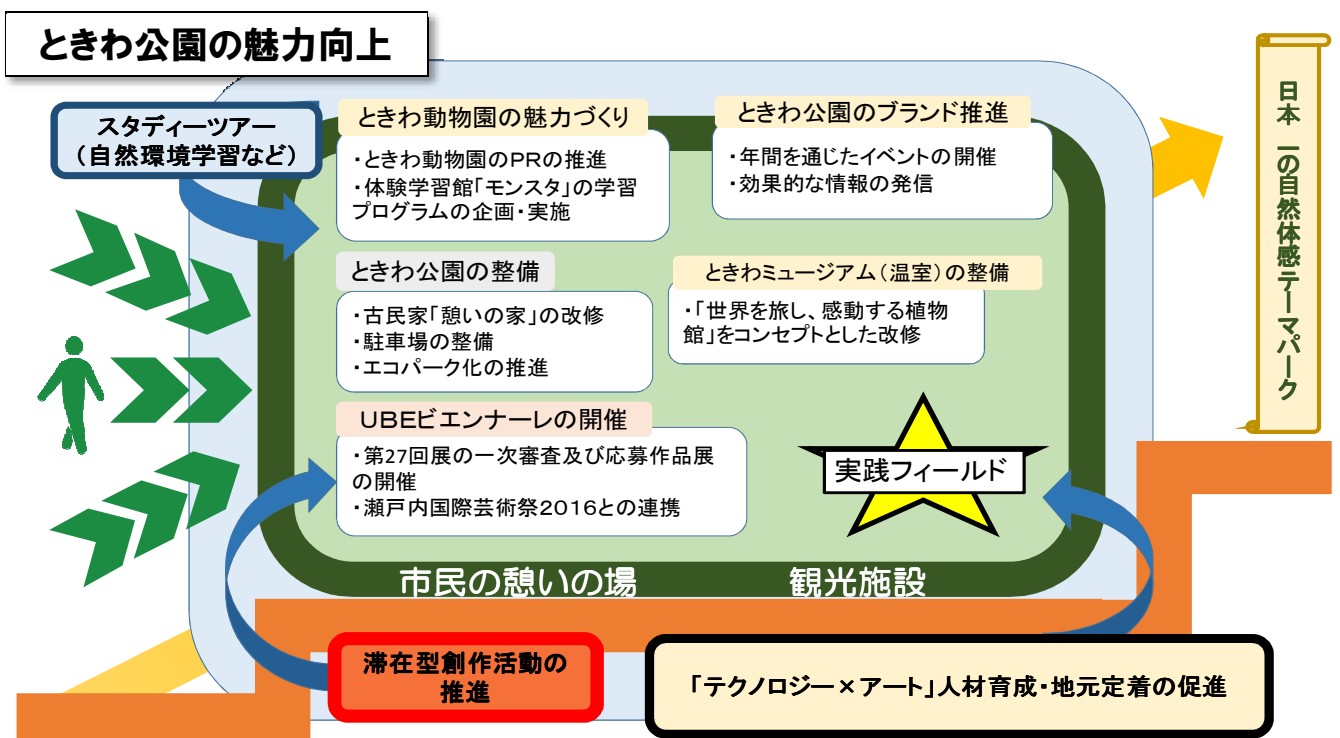 ときわ公園の魅力向上
スタディーツアー
（自然環境学習など）
ときわ動物園の魅力づくり
・ときわ動物園のPRの推進
・体験学習館「モンスタ」の学習
プログラムの企画・実施
ときわ公園のブランド推進
・年間を通じたイベントの開催
・効果的な情報の発信
ときわ公園の整備
・古民家「憩いの家」の改修
・駐車場の整備
・エコパーク化の推進
ときわミュージアム（温室）の整備
・「世界を旅し、感動する植物
館」をコンセプトとした改修
UBEビエンナーレの開催
・第27回展の一次審査及び応募作品展
の開催
・瀬戸内国際芸術祭2016との連携
実践フィールド
市民の憩いの場
観光施設
滞在型創作活動の
推進
「テクノロジー×アート」人材育成・地元定着の促進
日本一の自然体感テーマパーク